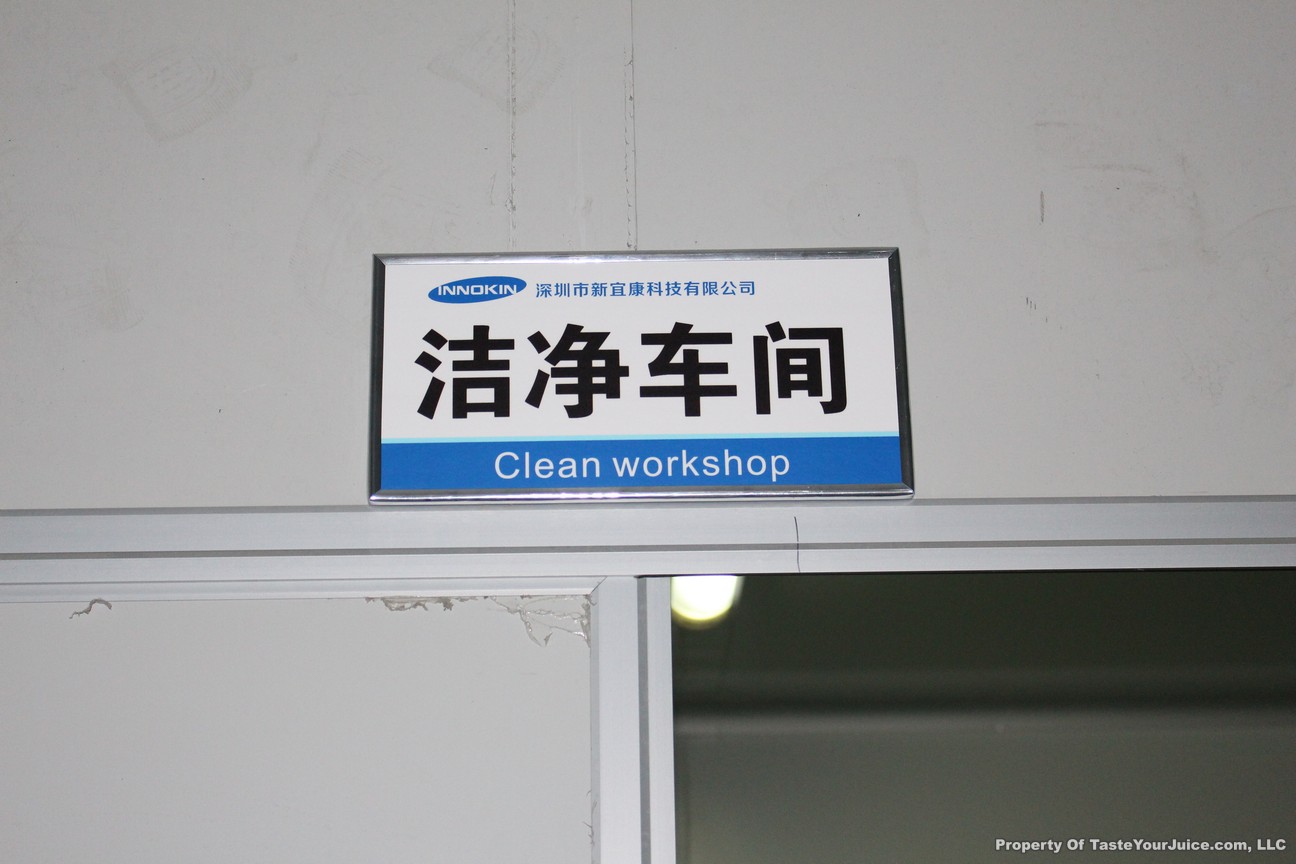 INNOKIN 深圳市新宜康科技有限公司
洁净车间
Clean workshop
Property Of TasteYourJuice.com, LLC